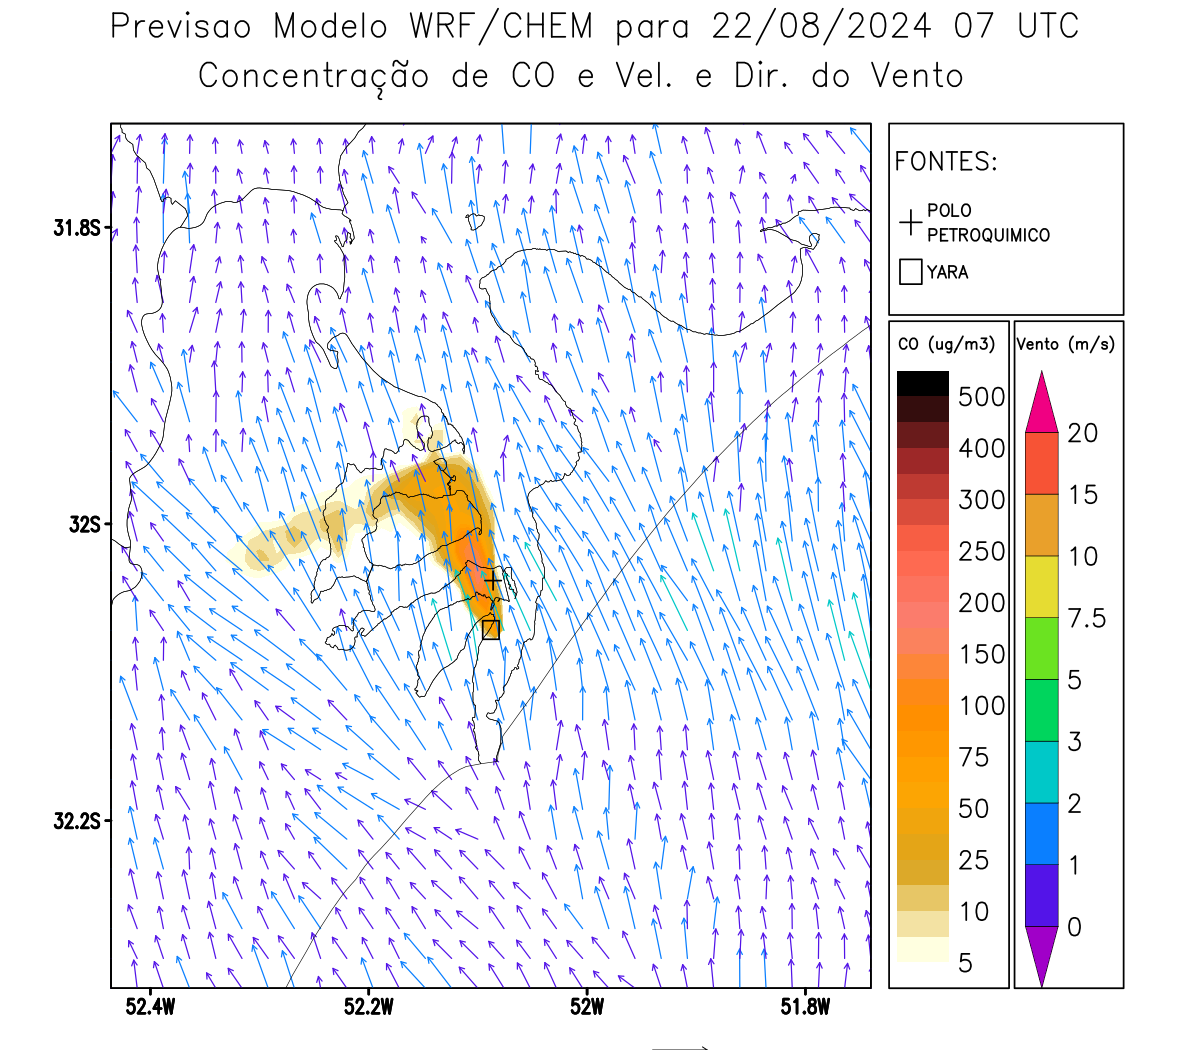 Previsao Modelo WRF/CHEM para 22/08/2024 07 UTC
Concentração de CO e Vel. e Dir. do Vento
FONTES:
POLO
PETROQUIMICO
YARA
CO (ug/m3)
500
400
300
250
200
150
100
75
50
25
10
5
Vento (m/s)
20
15
10
7.5
5
3
2
1
0
31.8S
32S
32.2S
52.4W
52.2W
52W
51.8W